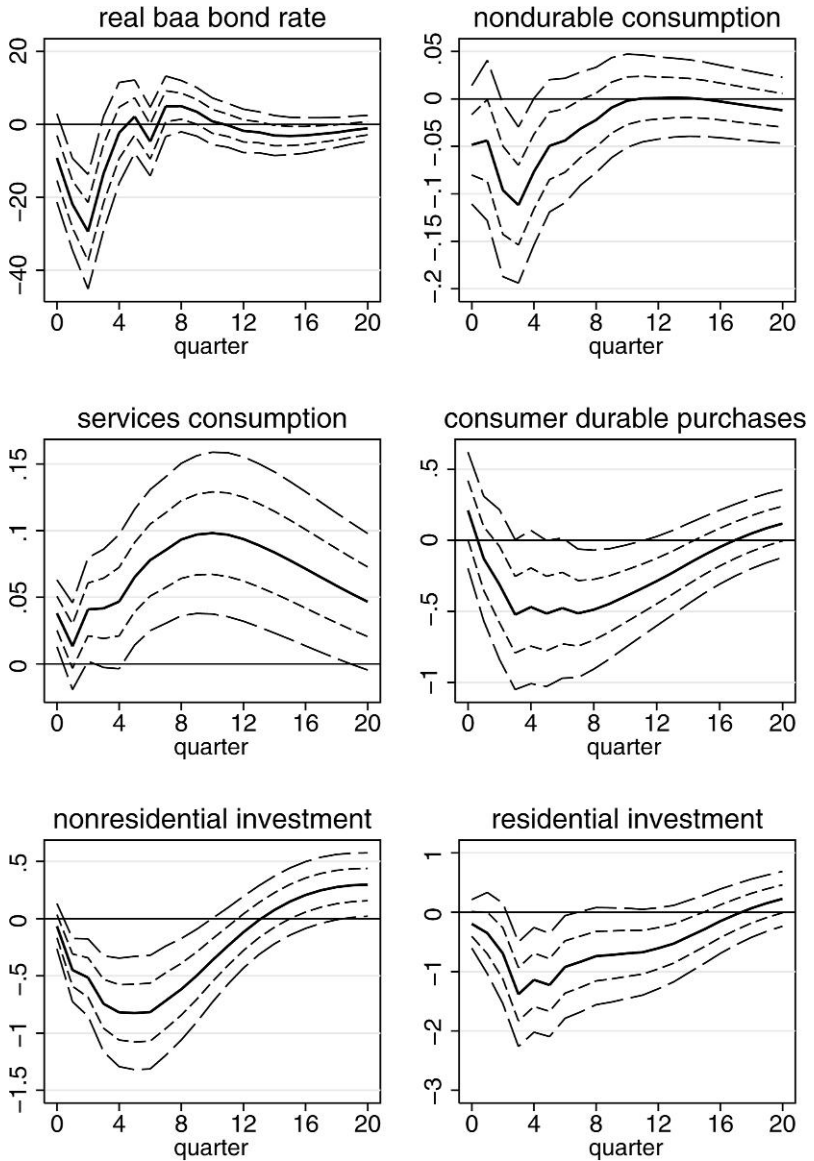 real baa bond rate
20
0
−20
−40
0 4 8 12 16 20
quarter
nondurable consumption
.05
0
−.05
−.1
−.15
−.2
0 4 8 12 16 20
quarter
services consumption
.15
.1
.05
0
0 4 8 12 16 20
quarter
consumer durable purchases
.5
0
−.5
−1
0 4 8 12 16 20
quarter
nonresidential investment
.5
0
−.5
−1
−1.5
0 4 8 12 16 20
quarter
residential investment
1
0
−1
−2
−3
0 4 8 12 16 20
quarter